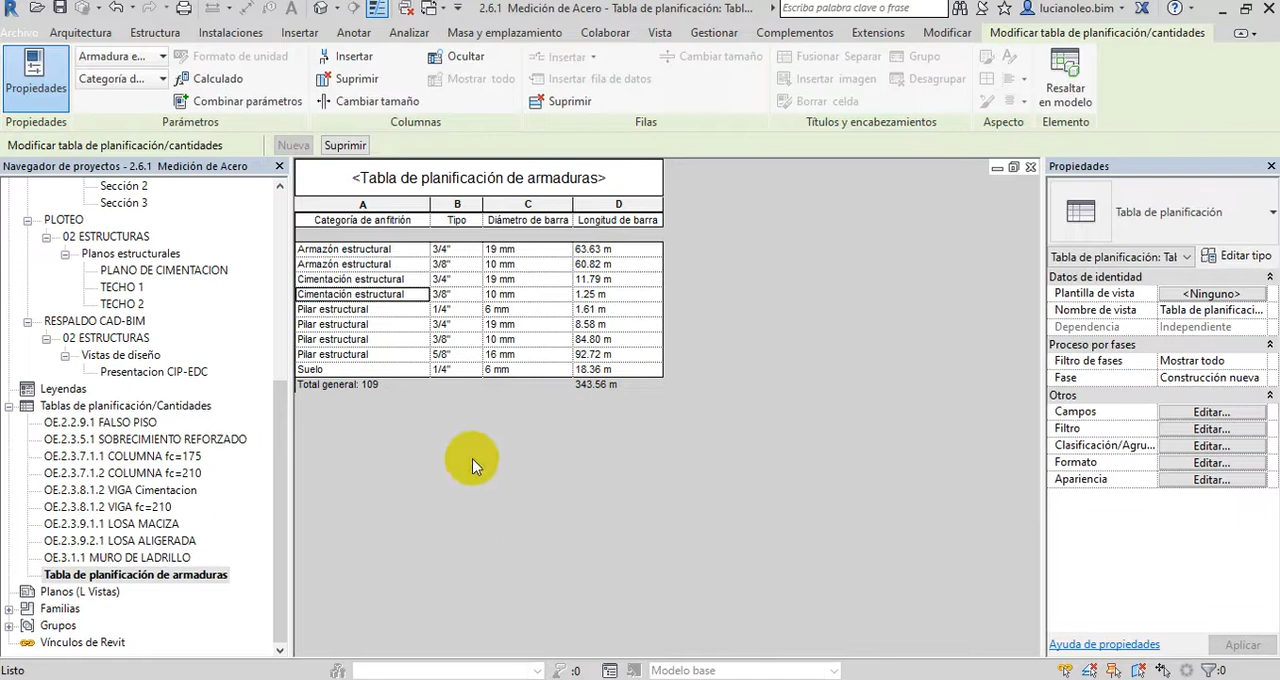 2.6.1 Medición de Acero - Tabla de planificación: Tabl...
Escriba palabra clave o frase
lucianoleo.bim
Archivo Arquitectura Estructura Instalaciones Insertar Anotar Analizar Masa y emplazamiento Colaborar Vista Gestionar Complementos Extensions Modificar Modificar tabla de planificación/cantidades
Propiedades
Propiedades
Armadura e...
Categoría d...
Formato de unidad
Calculado
Combinar parámetros
Parámetros
Insertar
Suprimir
Cambiar tamaño
Ocultar
Mostrar todo
Columnas
Insertar
Insertar fila de datos
Suprimir
Cambiar tamaño
Filas
Fusionar Separar
Insertar imagen
Borrar celda
Grupo
Desagrupar
Títulos y encabezamientos
Aspecto
Resaltar
en modelo
Elemento
Modificar tabla de planificación/cantidades
Nueva
Suprimir
Navegador de proyectos - 2.6.1 Medición de Acero
Sección 2
Sección 3
PLOTEO
02 ESTRUCTURAS
Planos estructurales
PLANO DE CIMENTACION
TECHO 1
TECHO 2
RESPALDO CAD-BIM
02 ESTRUCTURAS
Vistas de diseño
Presentacion CIP-EDC
Leyendas
Tablas de planificación/Cantidades
OE.2.2.9.1 FALSO PISO
OE.2.3.5.1 SOBRECIMIENTO REFORZADO
OE.2.3.7.1.1 COLUMNA fc=175
OE.2.3.7.1.2 COLUMNA fc=210
OE.2.3.8.1.2 VIGA Cimentacion
OE.2.3.8.1.2 VIGA fc=210
OE.2.3.9.1.1 LOSA MACIZA
OE.2.3.9.2.1 LOSA ALIGERADA
OE.3.1.1 MURO DE LADRILLO
Tabla de planificación de armaduras
Planos (L Vistas)
Familias
Grupos
Vínculos de Revit
<Tabla de planificación de armaduras>
A B C D
Categoría de anfitrión Tipo Diámetro de barra Longitud de barra
Armazón estructural 3/4" 19 mm 63.63 m
Armazón estructural 3/8" 10 mm 60.82 m
Cimentación estructural 3/4" 19 mm 11.79 m
Cimentación estructural 3/8" 10 mm 1.25 m
Pilar estructural 1/4" 6 mm 1.61 m
Pilar estructural 3/4" 19 mm 8.58 m
Pilar estructural 3/8" 10 mm 84.80 m
Pilar estructural 5/8" 16 mm 92.72 m
Suelo 1/4" 6 mm 18.36 m
Total general: 109 343.56 m
Propiedades
Tabla de planificación
Tabla de planificación: Tal
Editar tipo
Datos de identidad
Plantilla de vista <Ninguno>
Nombre de vista Tabla de planificaci...
Dependencia Independiente
Proceso por fases
Filtro de fases Mostrar todo
Fase Construcción nueva
Otros
Campos Editar...
Filtro Editar...
Clasificación/Agru... Editar...
Formato Editar...
Apariencia Editar...
Ayuda de propiedades
Aplicar
Listo
:0
Modelo base
:0